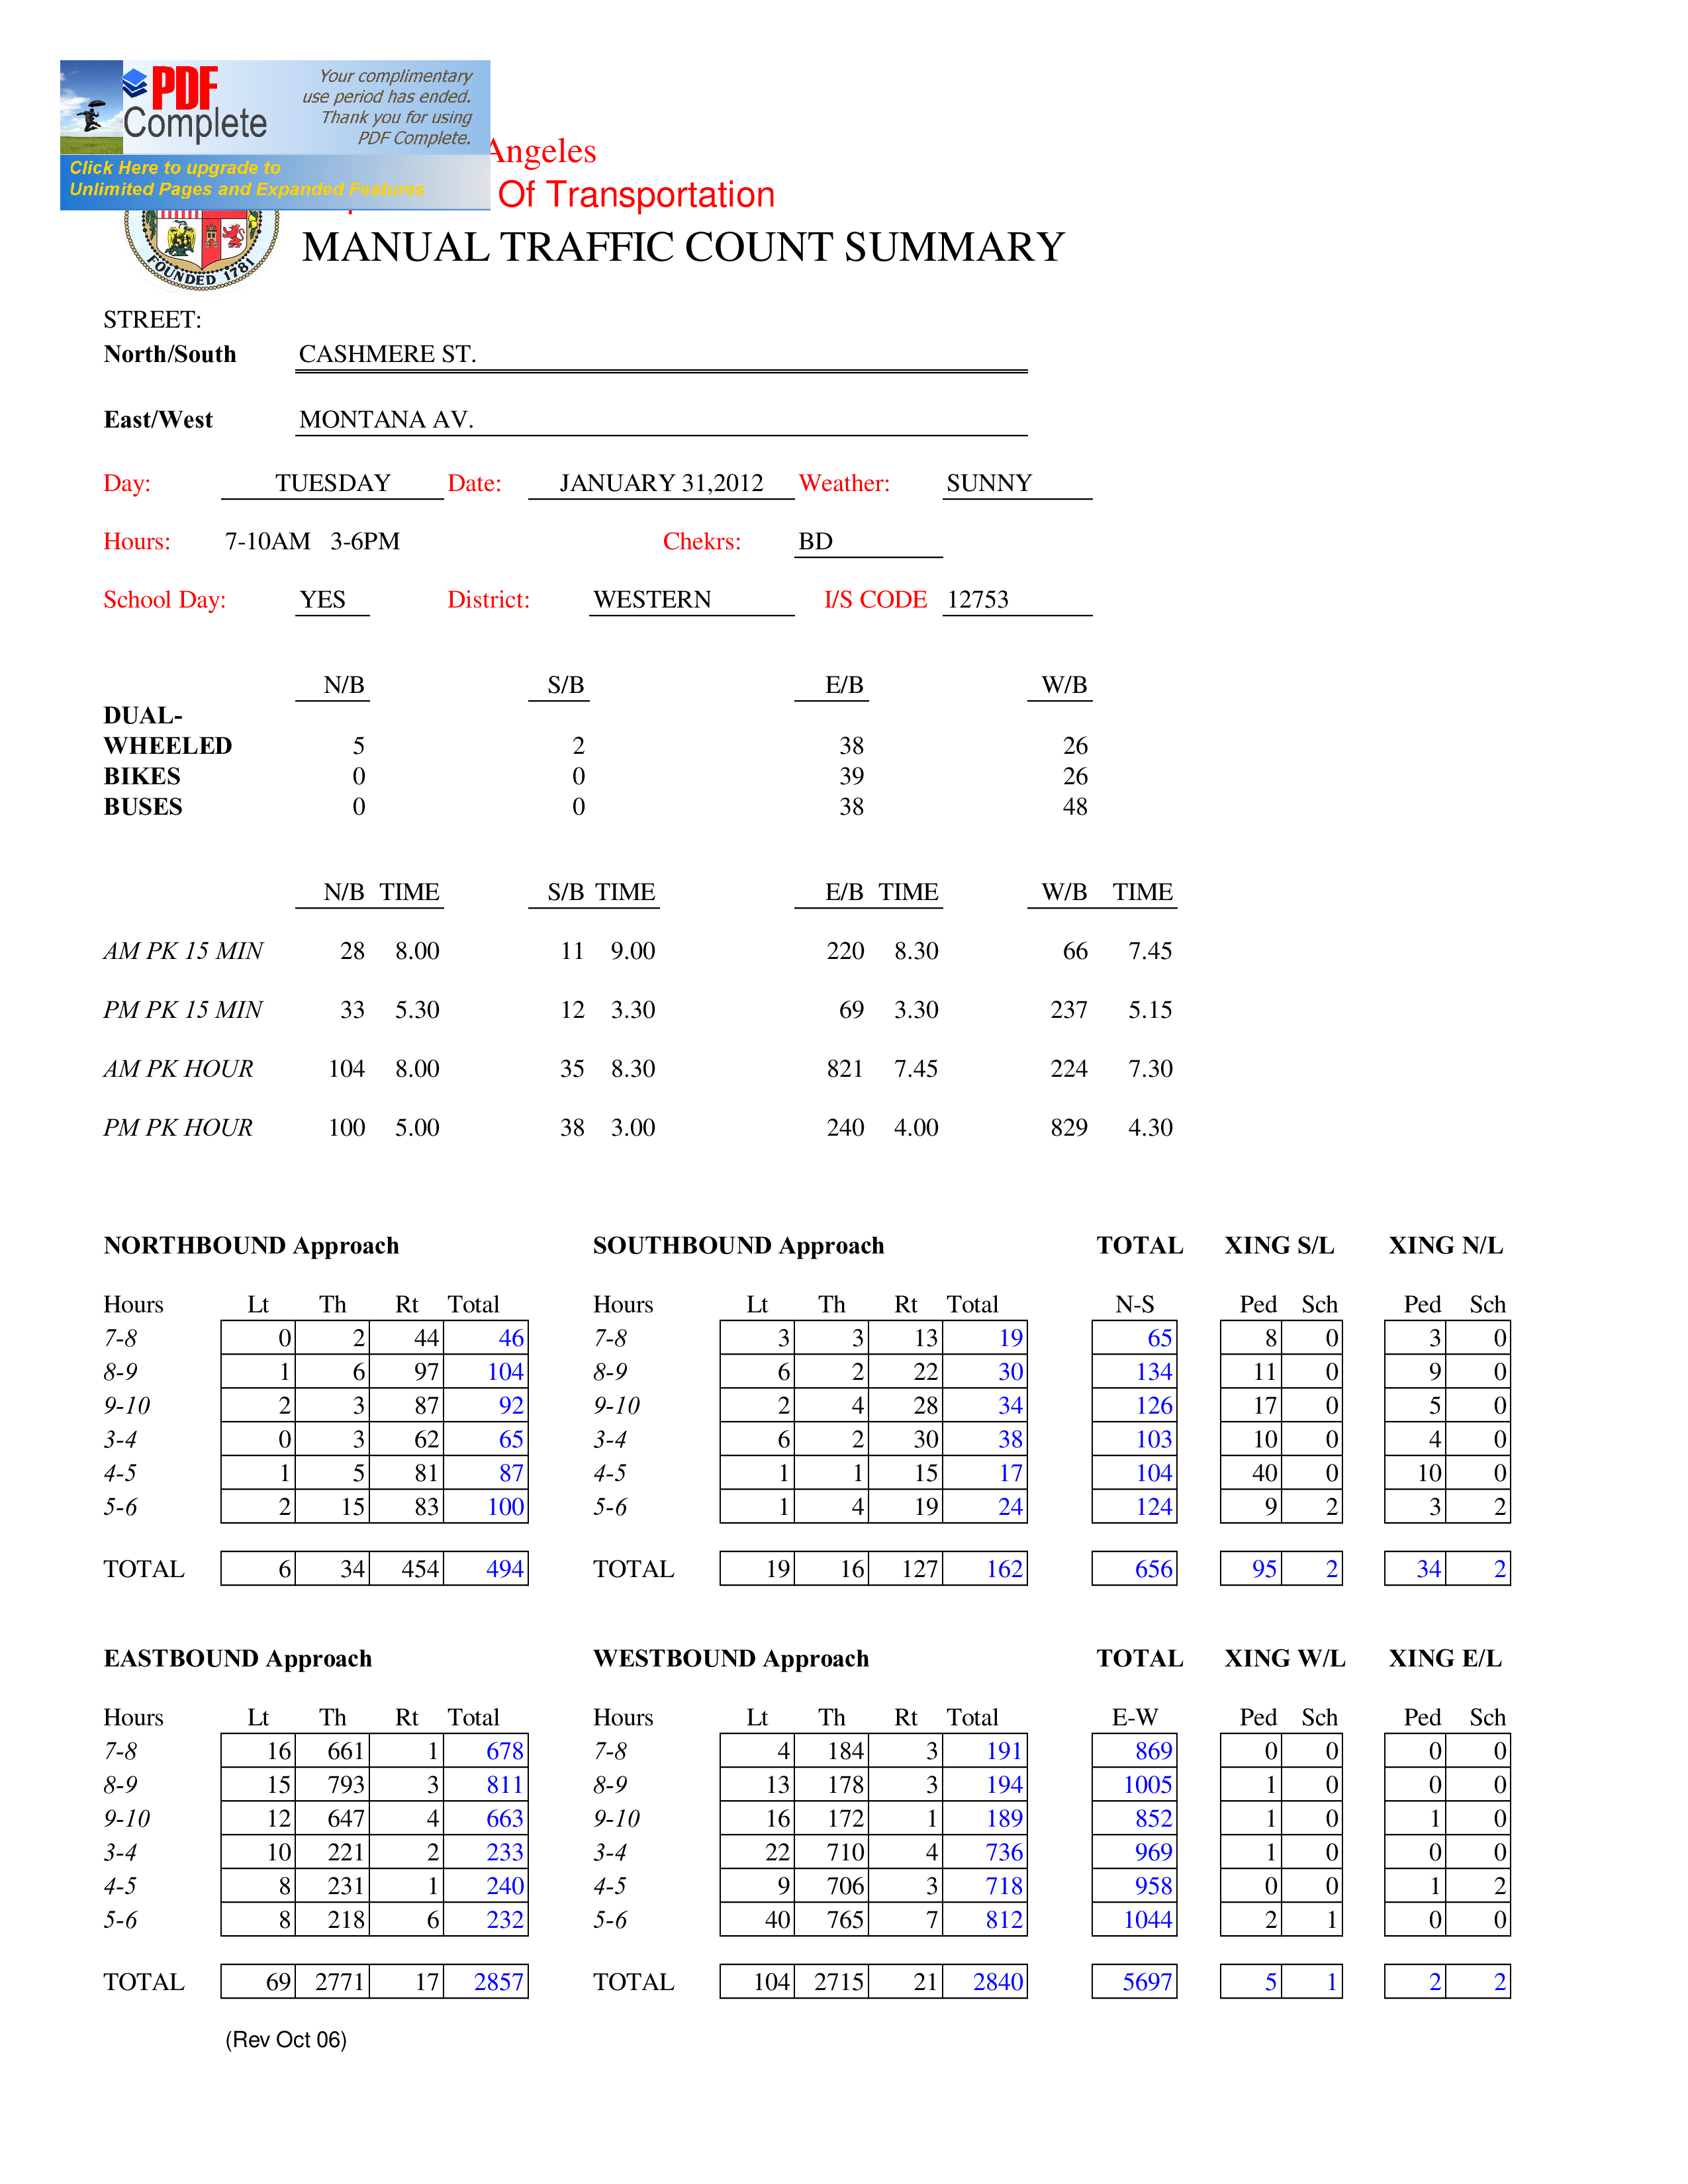 PDF Complete
Your complimentary
use period has ended.
Thank you for using
PDF Complete.
Click Here to upgrade to
Unlimited Pages and Expanded Features
Angeles
Of Transportation
FOUNDED 1781
MANUAL TRAFFIC COUNT SUMMARY
STREET:
North/South CASHMERE ST.
East/West MONTANA AV.
Day: TUESDAY Date: JANUARY 31,2012 Weather: SUNNY
Hours: 7-10AM 3-6PM Chekrs: BD
School Day: YES District: WESTERN I/S CODE 12753
N/B S/B E/B W/B
DUAL-
WHEELED 5 2 38 26
BIKES 0 0 39 26
BUSES 0 0 38 48
N/B TIME S/B TIME E/B TIME W/B TIME
AM PK 15 MIN 28 8.00 11 9.00 220 8.30 66 7.45
PM PK 15 MIN 33 5.30 12 3.30 69 3.30 237 5.15
AM PK HOUR 104 8.00 35 8.30 821 7.45 224 7.30
PM PK HOUR 100 5.00 38 3.00 240 4.00 829 4.30
NORTHBOUND Approach SOUTHBOUND Approach TOTAL XING S/L XING N/L
Hours Lt Th Rt Total Hours Lt Th Rt Total N-S Ped Sch Ped Sch
7-8 0 2 44 46 7-8 3 3 13 19 65 8 0 3 0
8-9 1 6 97 104 8-9 6 2 22 30 134 11 0 9 0
9-10 2 3 87 92 9-10 2 4 28 34 126 17 0 5 0
3-4 0 3 62 65 3-4 6 2 30 38 103 10 0 4 0
4-5 1 5 81 87 4-5 1 1 15 17 104 40 0 10 0
5-6 2 15 83 100 5-6 1 4 19 24 124 9 2 3 2
TOTAL 6 34 454 494 TOTAL 19 16 127 162 656 95 2 34 2
EASTBOUND Approach WESTBOUND Approach TOTAL XING W/L XING E/L
Hours Lt Th Rt Total Hours Lt Th Rt Total E-W Ped Sch Ped Sch
7-8 16 661 1 678 7-8 4 184 3 191 869 0 0 0 0
8-9 15 793 3 811 8-9 13 178 3 194 1005 1 0 0 0
9-10 12 647 4 663 9-10 16 172 1 189 852 1 0 1 0
3-4 10 221 2 233 3-4 22 710 4 736 969 1 0 0 0
4-5 8 231 1 240 4-5 9 706 3 718 958 0 0 1 2
5-6 8 218 6 232 5-6 40 765 7 812 1044 2 1 0 0
TOTAL 69 2771 17 2857 TOTAL 104 2715 21 2840 5697 5 1 2 2
(Rev Oct 06)